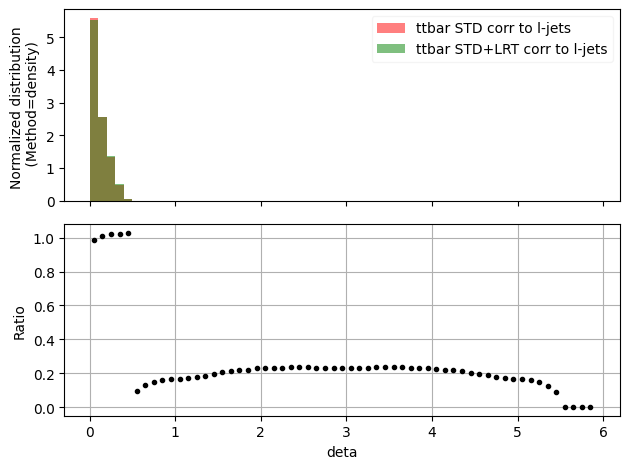 Normalized distribution
(Method=density)
5
4
3
2
1
0
ttbar STD corr to l-jets
ttbar STD+LRT corr to l-jets
Ratio
1.0
0.8
0.6
0.4
0.2
0.0
0 1 2 3 4 5 6
deta